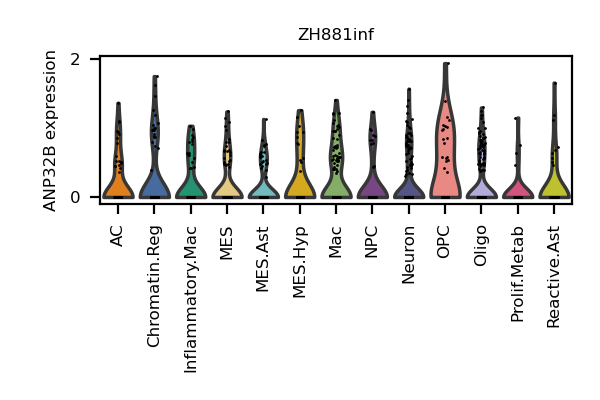 ZH881inf
ANP32B expression
2
0
AC
Chromatin.Reg
Inflammatory.Mac
MES
MES.Ast
MES.Hyp
Mac
NPC
Neuron
OPC
Oligo
Prolif.Metab
Reactive.Ast